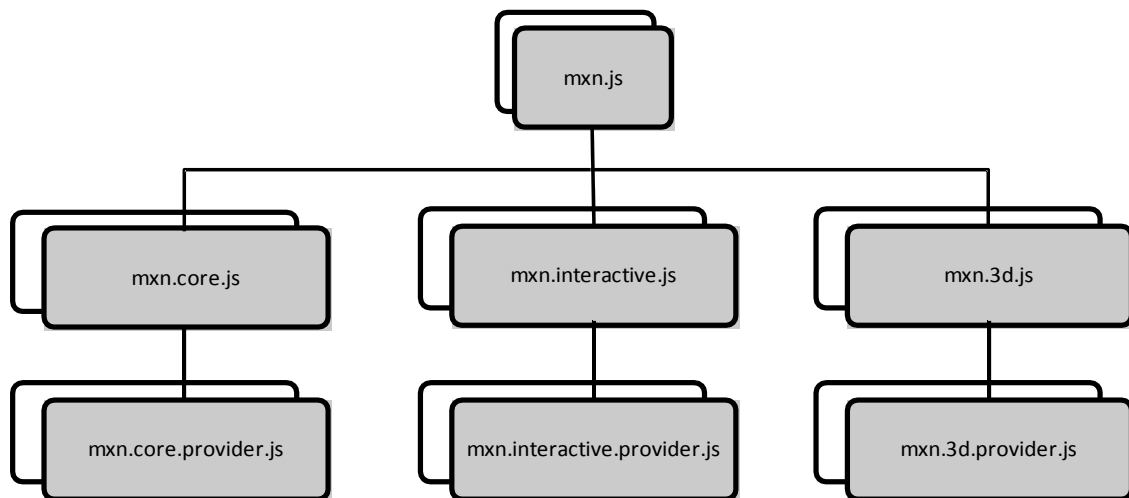 mxn.js
mxn.core.js
mxn.interactive.js
mxn.3d.js
mxn.core.provider.js
mxn.interactive.provider.js
mxn.3d.provider.js